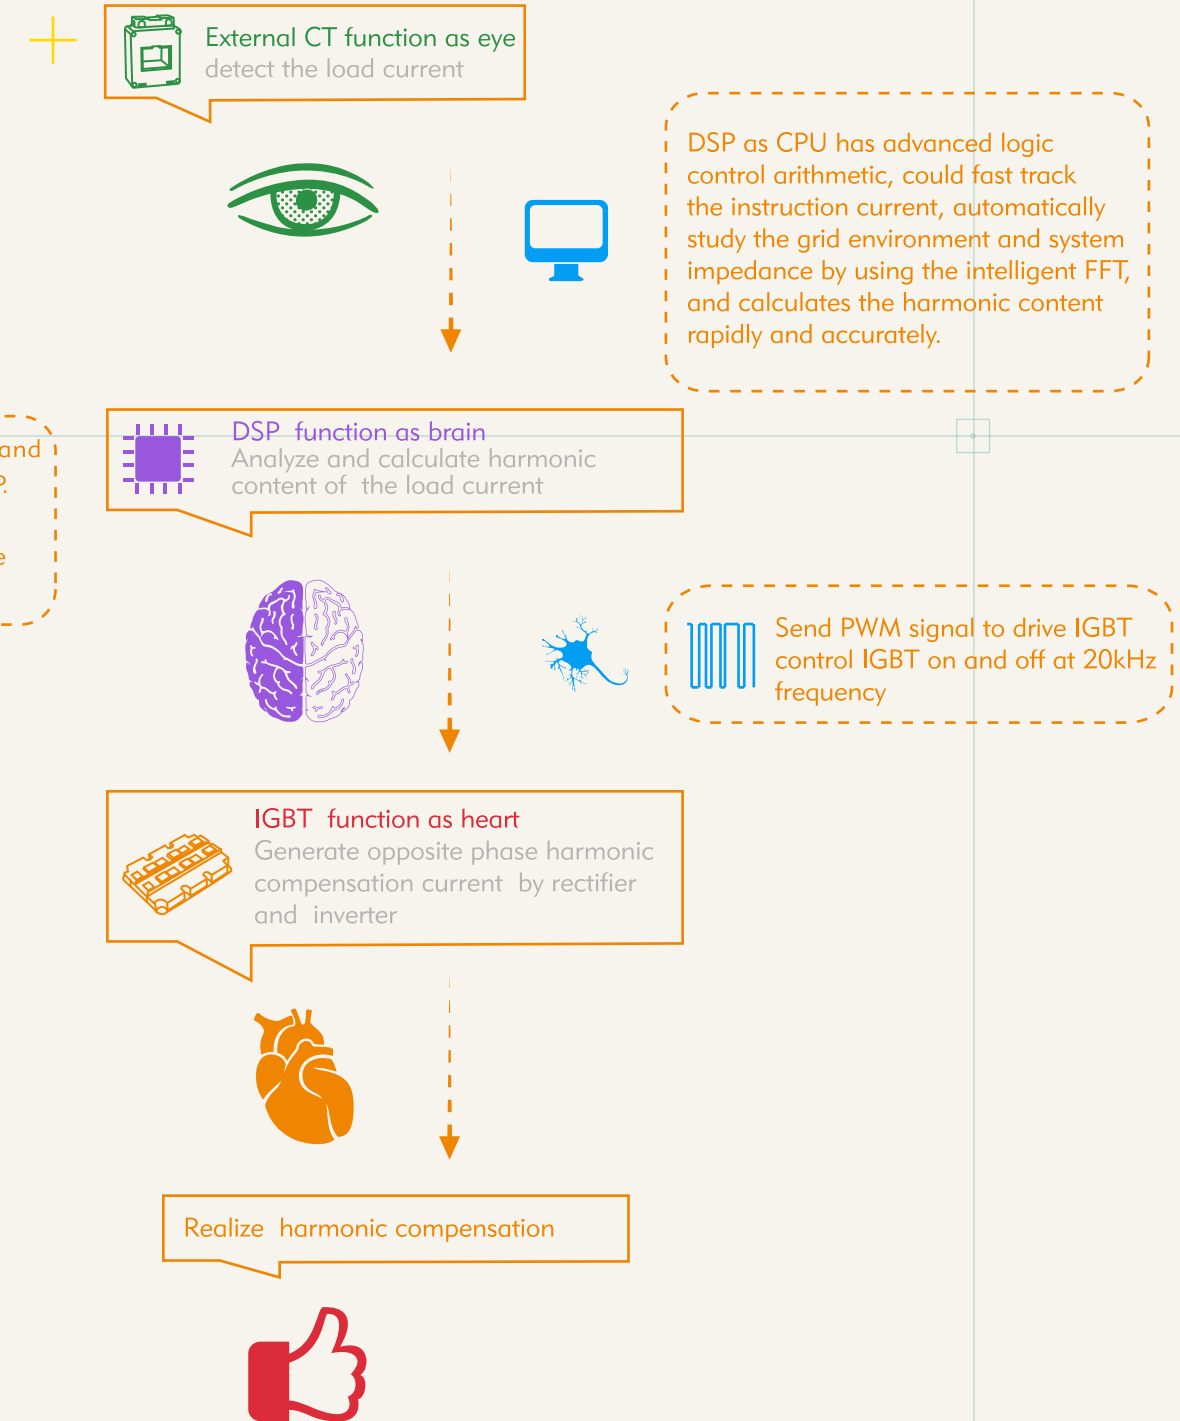 External CT function as eye
detect the load current
DSP as CPU has advanced logic
control arithmetic, could fast track
the instruction current, automatically
study the grid environment and system
impedance by using the intelligent FFT,
and calculates the harmonic content
rapidly and accurately.
and
DSP function as brain
Analyze and calculate harmonic
content of the load current
Send PWM signal to drive IGBT
control IGBT on and off at 20kHz
frequency
IGBT function as heart
Generate opposite phase harmonic
compensation current by rectifier
and inverter
Realize harmonic compensation